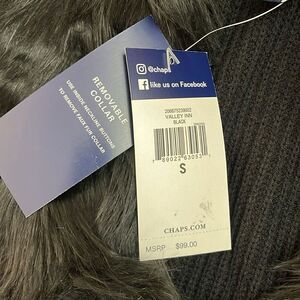 REMOVABLE
COLLAR
USE INSIDE NECKLINE BUTTONS
TO REMOVE FAUX FUR COLLAR
@chaps
like us on Facebook
VALLEY INN
BLACK
S
CHAPS.COM
MSRP $99.00